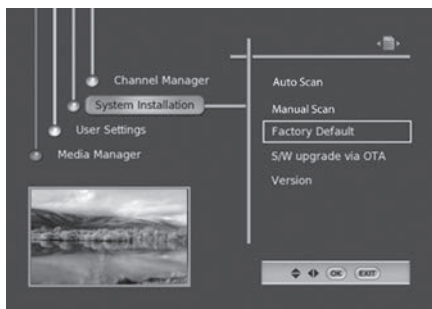 Channel Manager
System Installation
User Settings
Media Manager
Auto Scan
Manual Scan
Factory Default
S/W upgrade via OTA
Version
OK EXIT